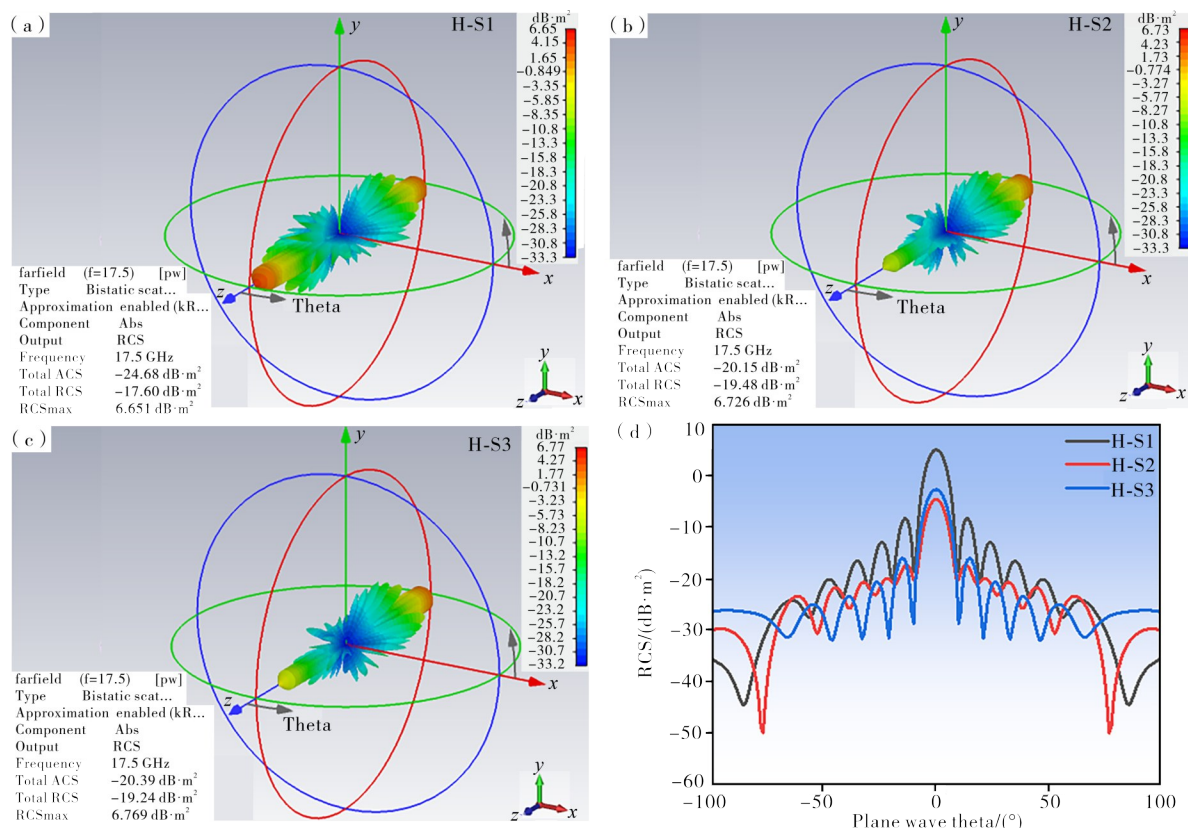 (a)
H-S1
y
dB·m²
6.65
4.15
1.65
−0.849
−3.35
−5.85
−8.35
−10.8
−13.3
−15.8
−18.3
−20.8
−23.3
−25.8
−28.3
−30.8
−33.3
x
z
Theta
farfield (f=17.5) [pw]
Type Bistatic scat...
Approximation enabled (kR...
Component Abs
Output RCS
Frequency 17.5 GHz
Total ACS −24.68 dB·m²
Total RCS −17.60 dB·m²
RCSmax 6.651 dB·m²
y
z
x
(b)
H-S2
y
dB·m²
6.73
4.23
1.73
−0.774
−3.27
−5.77
−8.27
−10.8
−13.3
−15.8
−18.3
−20.8
−23.3
−25.8
−28.3
−30.8
−33.3
x
z
Theta
farfield (f=17.5) [pw]
Type Bistatic scat...
Approximation enabled (kR...
Component Abs
Output RCS
Frequency 17.5 GHz
Total ACS −20.15 dB·m²
Total RCS −19.48 dB·m²
RCSmax 6.726 dB·m²
y
z
x
(c)
H-S3
y
dB·m²
6.77
4.27
1.77
−0.731
−3.23
−5.73
−8.23
−10.7
−13.2
−15.7
−18.2
−20.7
−23.2
−25.7
−28.2
−30.7
−33.2
x
z
Theta
farfield (f=17.5) [pw]
Type Bistatic scat...
Approximation enabled (kR...
Component Abs
Output RCS
Frequency 17.5 GHz
Total ACS −20.39 dB·m²
Total RCS −19.24 dB·m²
RCSmax 6.769 dB·m²
y
z
x
(d)
H-S1
H-S2
H-S3
RCS/(dB·m²)
10
0
−10
−20
−30
−40
−50
−60
−100
−50
0
50
100
Plane wave theta/(°)